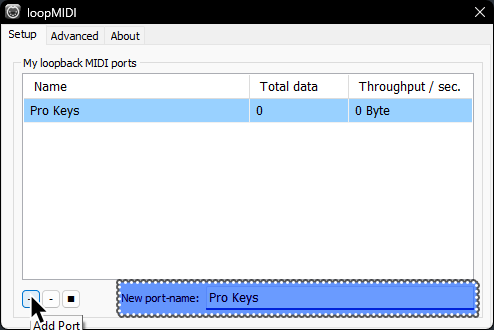 loopMIDI
Setup Advanced About
My loopback MIDI ports
Name Total data Throughput / sec.
Pro Keys 0 0 Byte
- New port-name: Pro Keys
Add Port